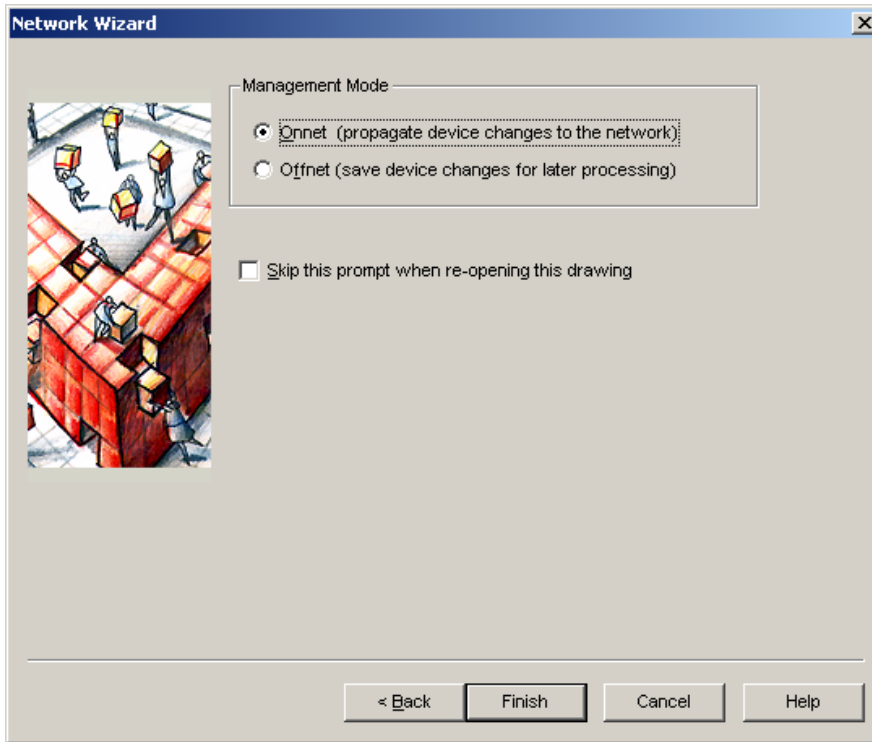 Network Wizard
Management Mode
Onnet (propagate device changes to the network)
Offnet (save device changes for later processing)
Skip this prompt when re-opening this drawing
< Back
Finish
Cancel
Help